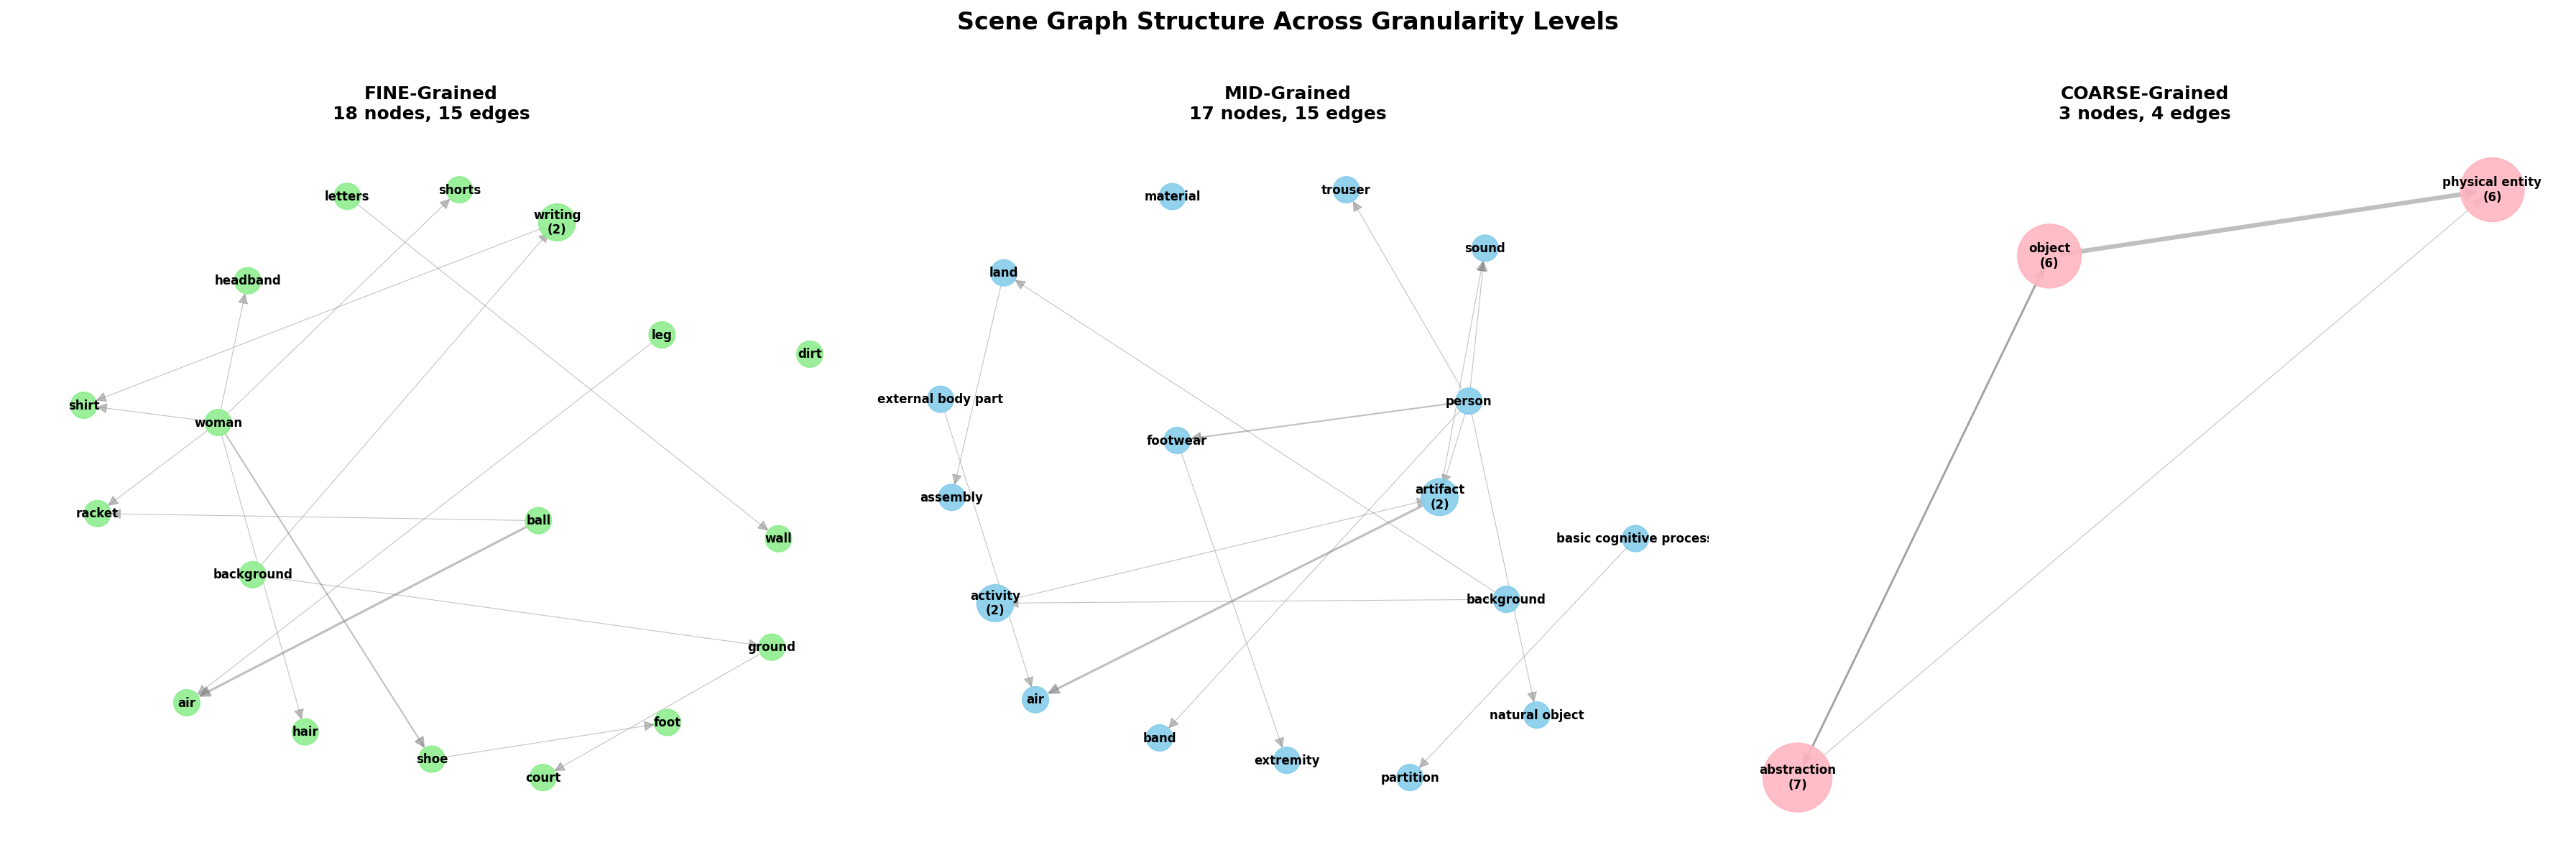 Scene Graph Structure Across Granularity Levels
FINE-Grained
18 nodes, 15 edges
letters
shorts
writing
(2)
headband
leg
dirt
shirt
woman
racket
ball
wall
background
ground
air
hair
foot
shoe
court
MID-Grained
17 nodes, 15 edges
material
trouser
sound
land
external body part
person
footwear
assembly
artifact
(2)
basic cognitive process
activity
(2)
background
air
natural object
band
extremity
partition
COARSE-Grained
3 nodes, 4 edges
physical entity
(6)
object
(6)
abstraction
(7)